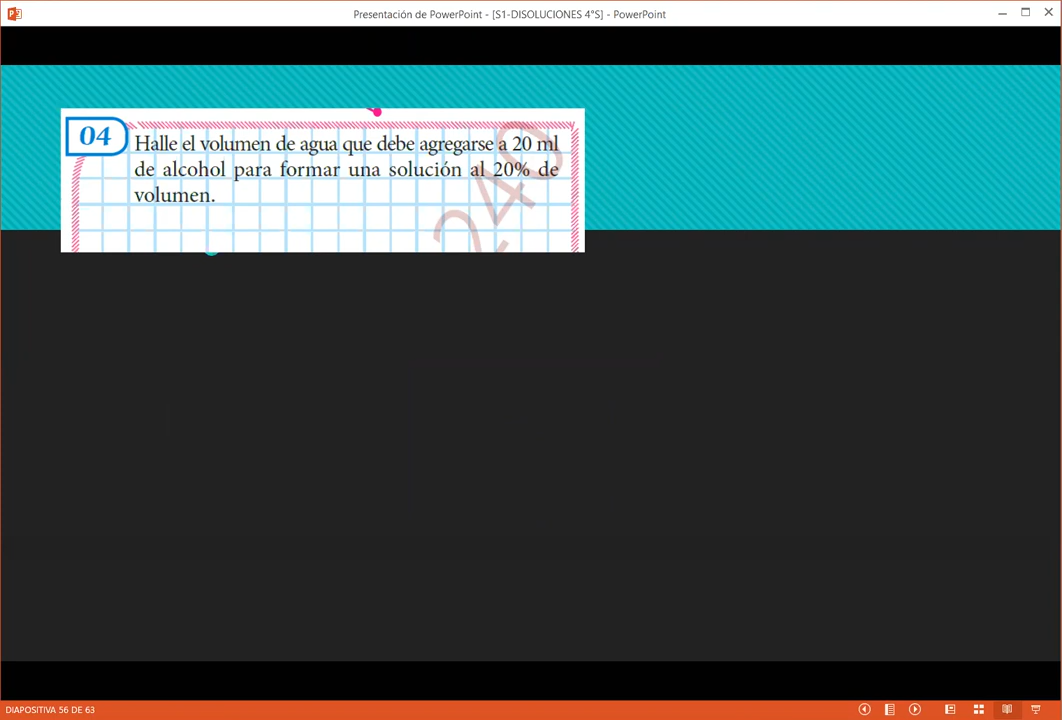 Presentación de PowerPoint - [S1-DISOLUCIONES 4°S] - PowerPoint
04
Halle el volumen de agua que debe agregarse a 20 ml
de alcohol para formar una solución al 20% de
volumen.
240
DIAPOSITIVA 56 DE 63